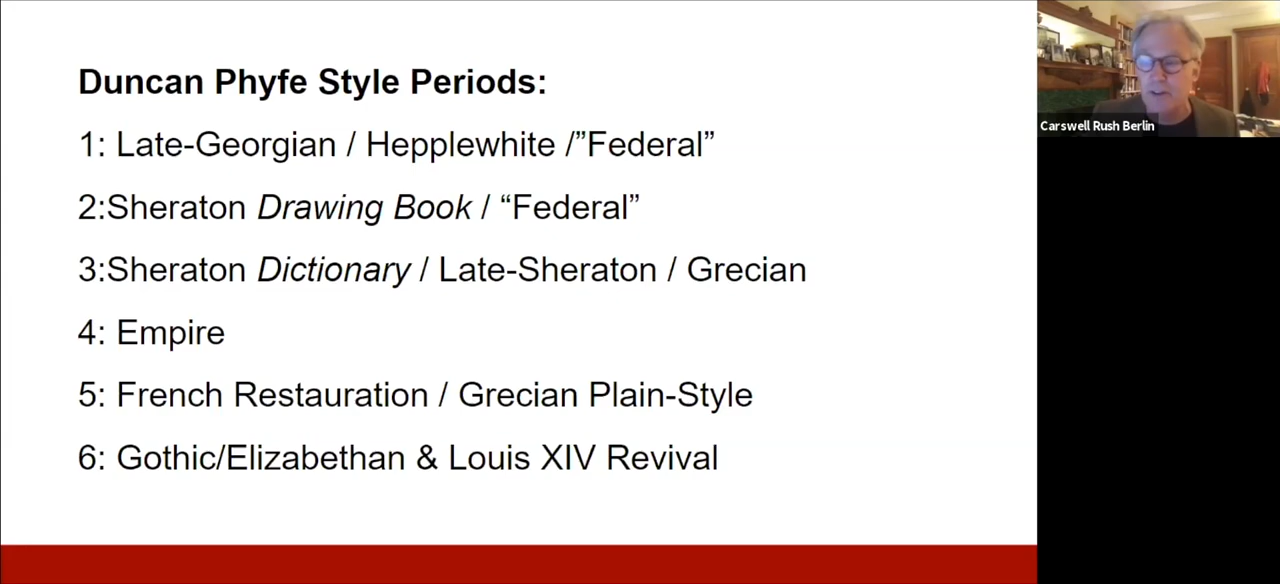 Duncan Phyfe Style Periods:
1: Late-Georgian / Hepplewhite /”Federal”
2:Sheraton Drawing Book / “Federal”
3:Sheraton Dictionary / Late-Sheraton / Grecian
4: Empire
5: French Restauration / Grecian Plain-Style
6: Gothic/Elizabethan & Louis XIV Revival
Carswell Rush Berlin